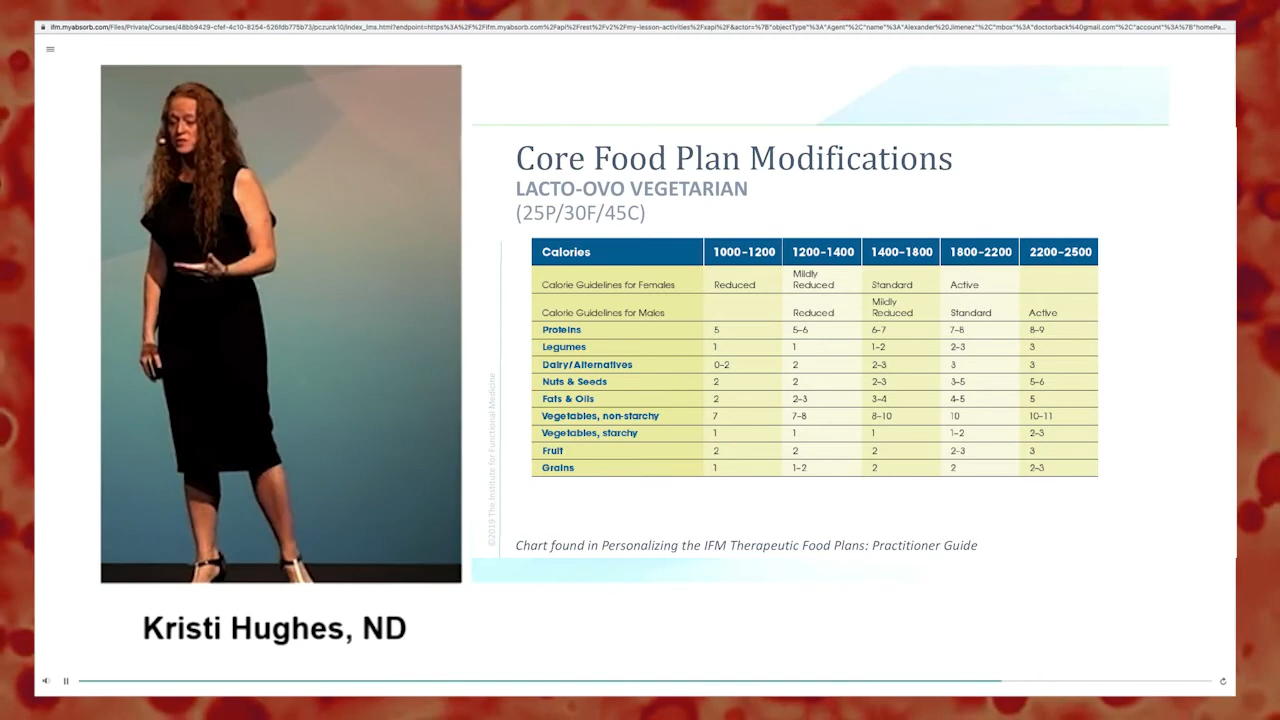 Core Food Plan Modifications
LACTO-OVO VEGETARIAN
(25P/30F/45C)
Calories 1000-1200 1200-1400 1400-1800 1800-2200 2200-2500
Calorie Guidelines for Females Reduced Mildly Reduced Standard Active
Calorie Guidelines for Males Reduced Mildly Reduced Standard Active
Proteins 5 5-6 6-7 7-8 8-9
Legumes 1 1 1-2 2-3 3
Dairy/Alternatives 0-2 2 2-3 3 3
Nuts & Seeds 2 2 2-3 3-5 5-6
Fats & Oils 2 2-3 3-4 4-5 5
Vegetables, non-starchy 7 7-8 8-10 10 10-11
Vegetables, starchy 1 1 1 1-2 2-3
Fruit 2 2 2 2-3 3
Grains 1 1-2 2 2 2-3
©2019 The Institute for Functional Medicine
Chart found in Personalizing the IFM Therapeutic Food Plans: Practitioner Guide
Kristi Hughes, ND